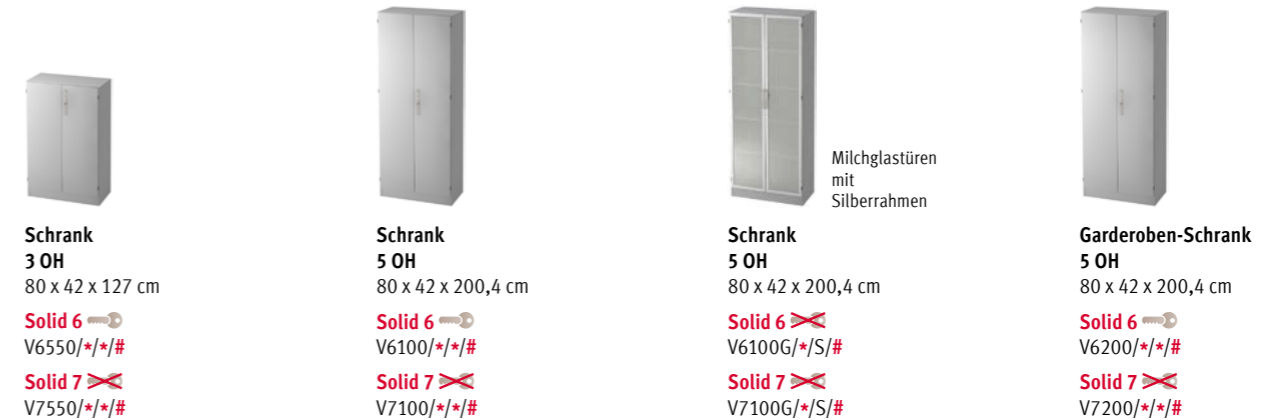 Milchglastüren
mit
Silberrahmen
Schrank
3 OH
80 x 42 x 127 cm
Solid 6
V6550/*/*/#
Solid 7
V7550/*/*/#
Schrank
5 OH
80 x 42 x 200,4 cm
Solid 6
V6100/*/*/#
Solid 7
V7100/*/*/#
Schrank
5 OH
80 x 42 x 200,4 cm
Solid 6
V6100G/*/S/#
Solid 7
V7100G/*/S/#
Garderoben-Schrank
5 OH
80 x 42 x 200,4 cm
Solid 6
V6200/*/*/#
Solid 7
V7200/*/*/#